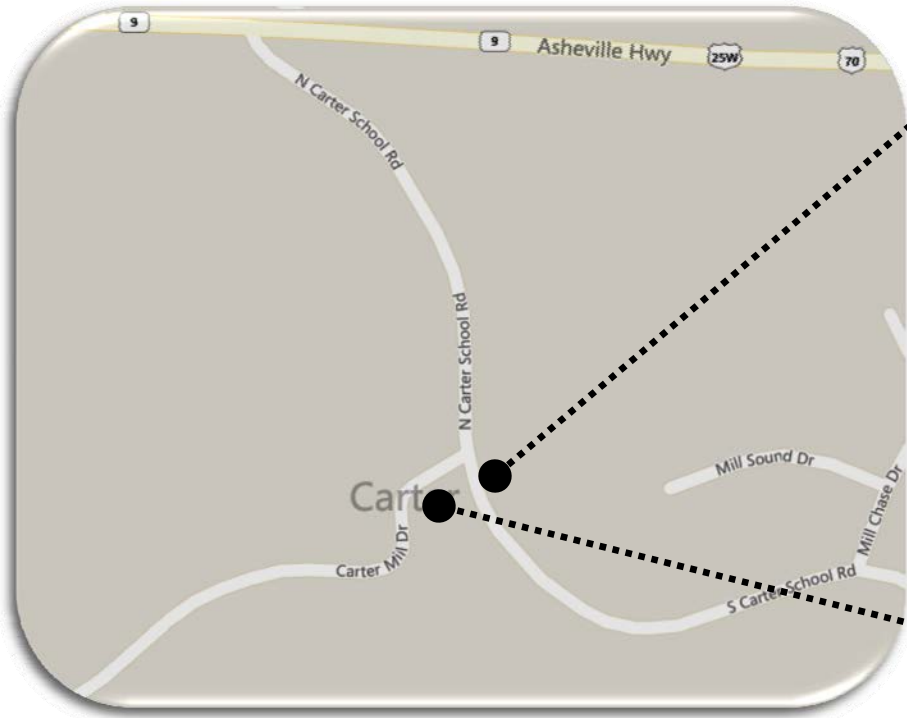 9
9
Asheville Hwy
25W
70
N Carter School Rd
N Carter School Rd
Mill Sound Dr
Mill Chase Dr
Carter Mill Dr
S Carter School Rd